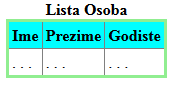 Lista Osoba
Ime Prezime Godiste
. . . . . . . . .